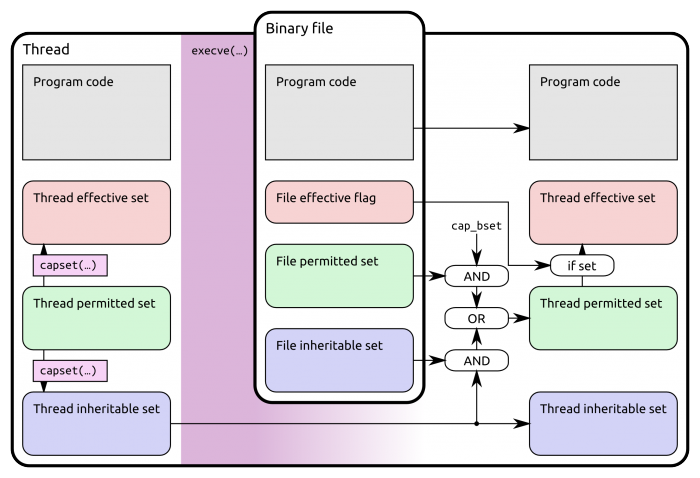 Thread
execve(…)
Binary file
Program code
Program code
Program code
Thread effective set
File effective flag
Thread effective set
cap_bset
capset(…)
File permitted set
AND
if set
Thread permitted set
OR
Thread permitted set
File inheritable set
AND
capset(…)
Thread inheritable set
Thread inheritable set